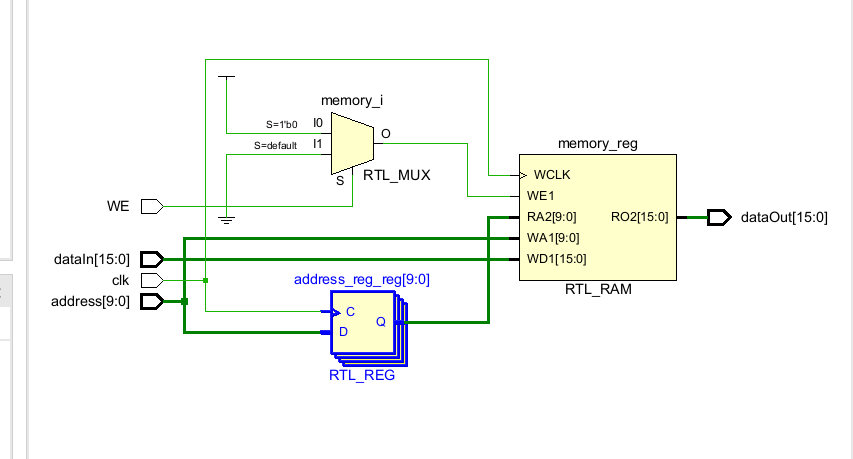 memory_i
S=1'b0
I0
S=default
I1
O
S
RTL_MUX
memory_reg
WCLK
WE1
RA2[9:0]
RO2[15:0]
WA1[9:0]
WD1[15:0]
RTL_RAM
dataOut[15:0]
WE
dataIn[15:0]
clk
address[9:0]
address_reg_reg[9:0]
C
D
Q
RTL_REG